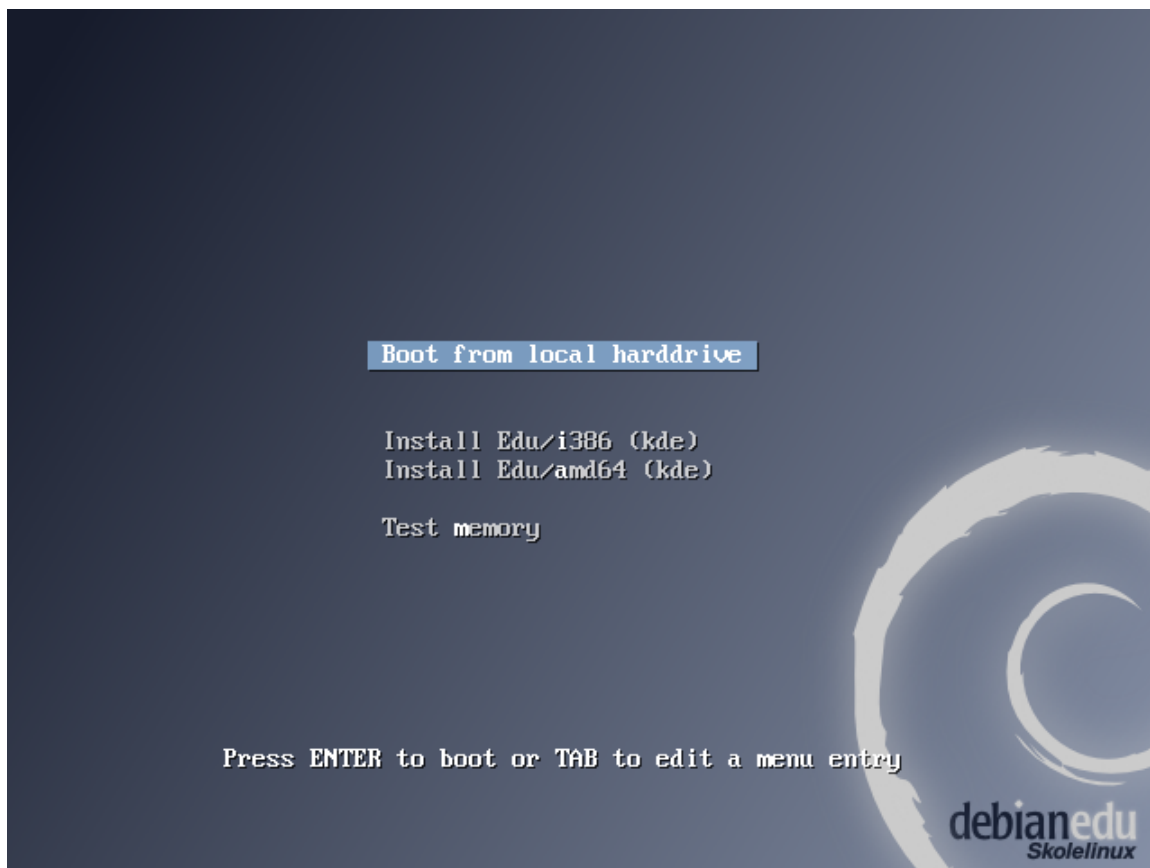 Boot from local harddrive
Install Edu/i386 (kde)
Install Edu/amd64 (kde)
Test memory
Press ENTER to boot or TAB to edit a menu entry
debianedu
Skolelinux